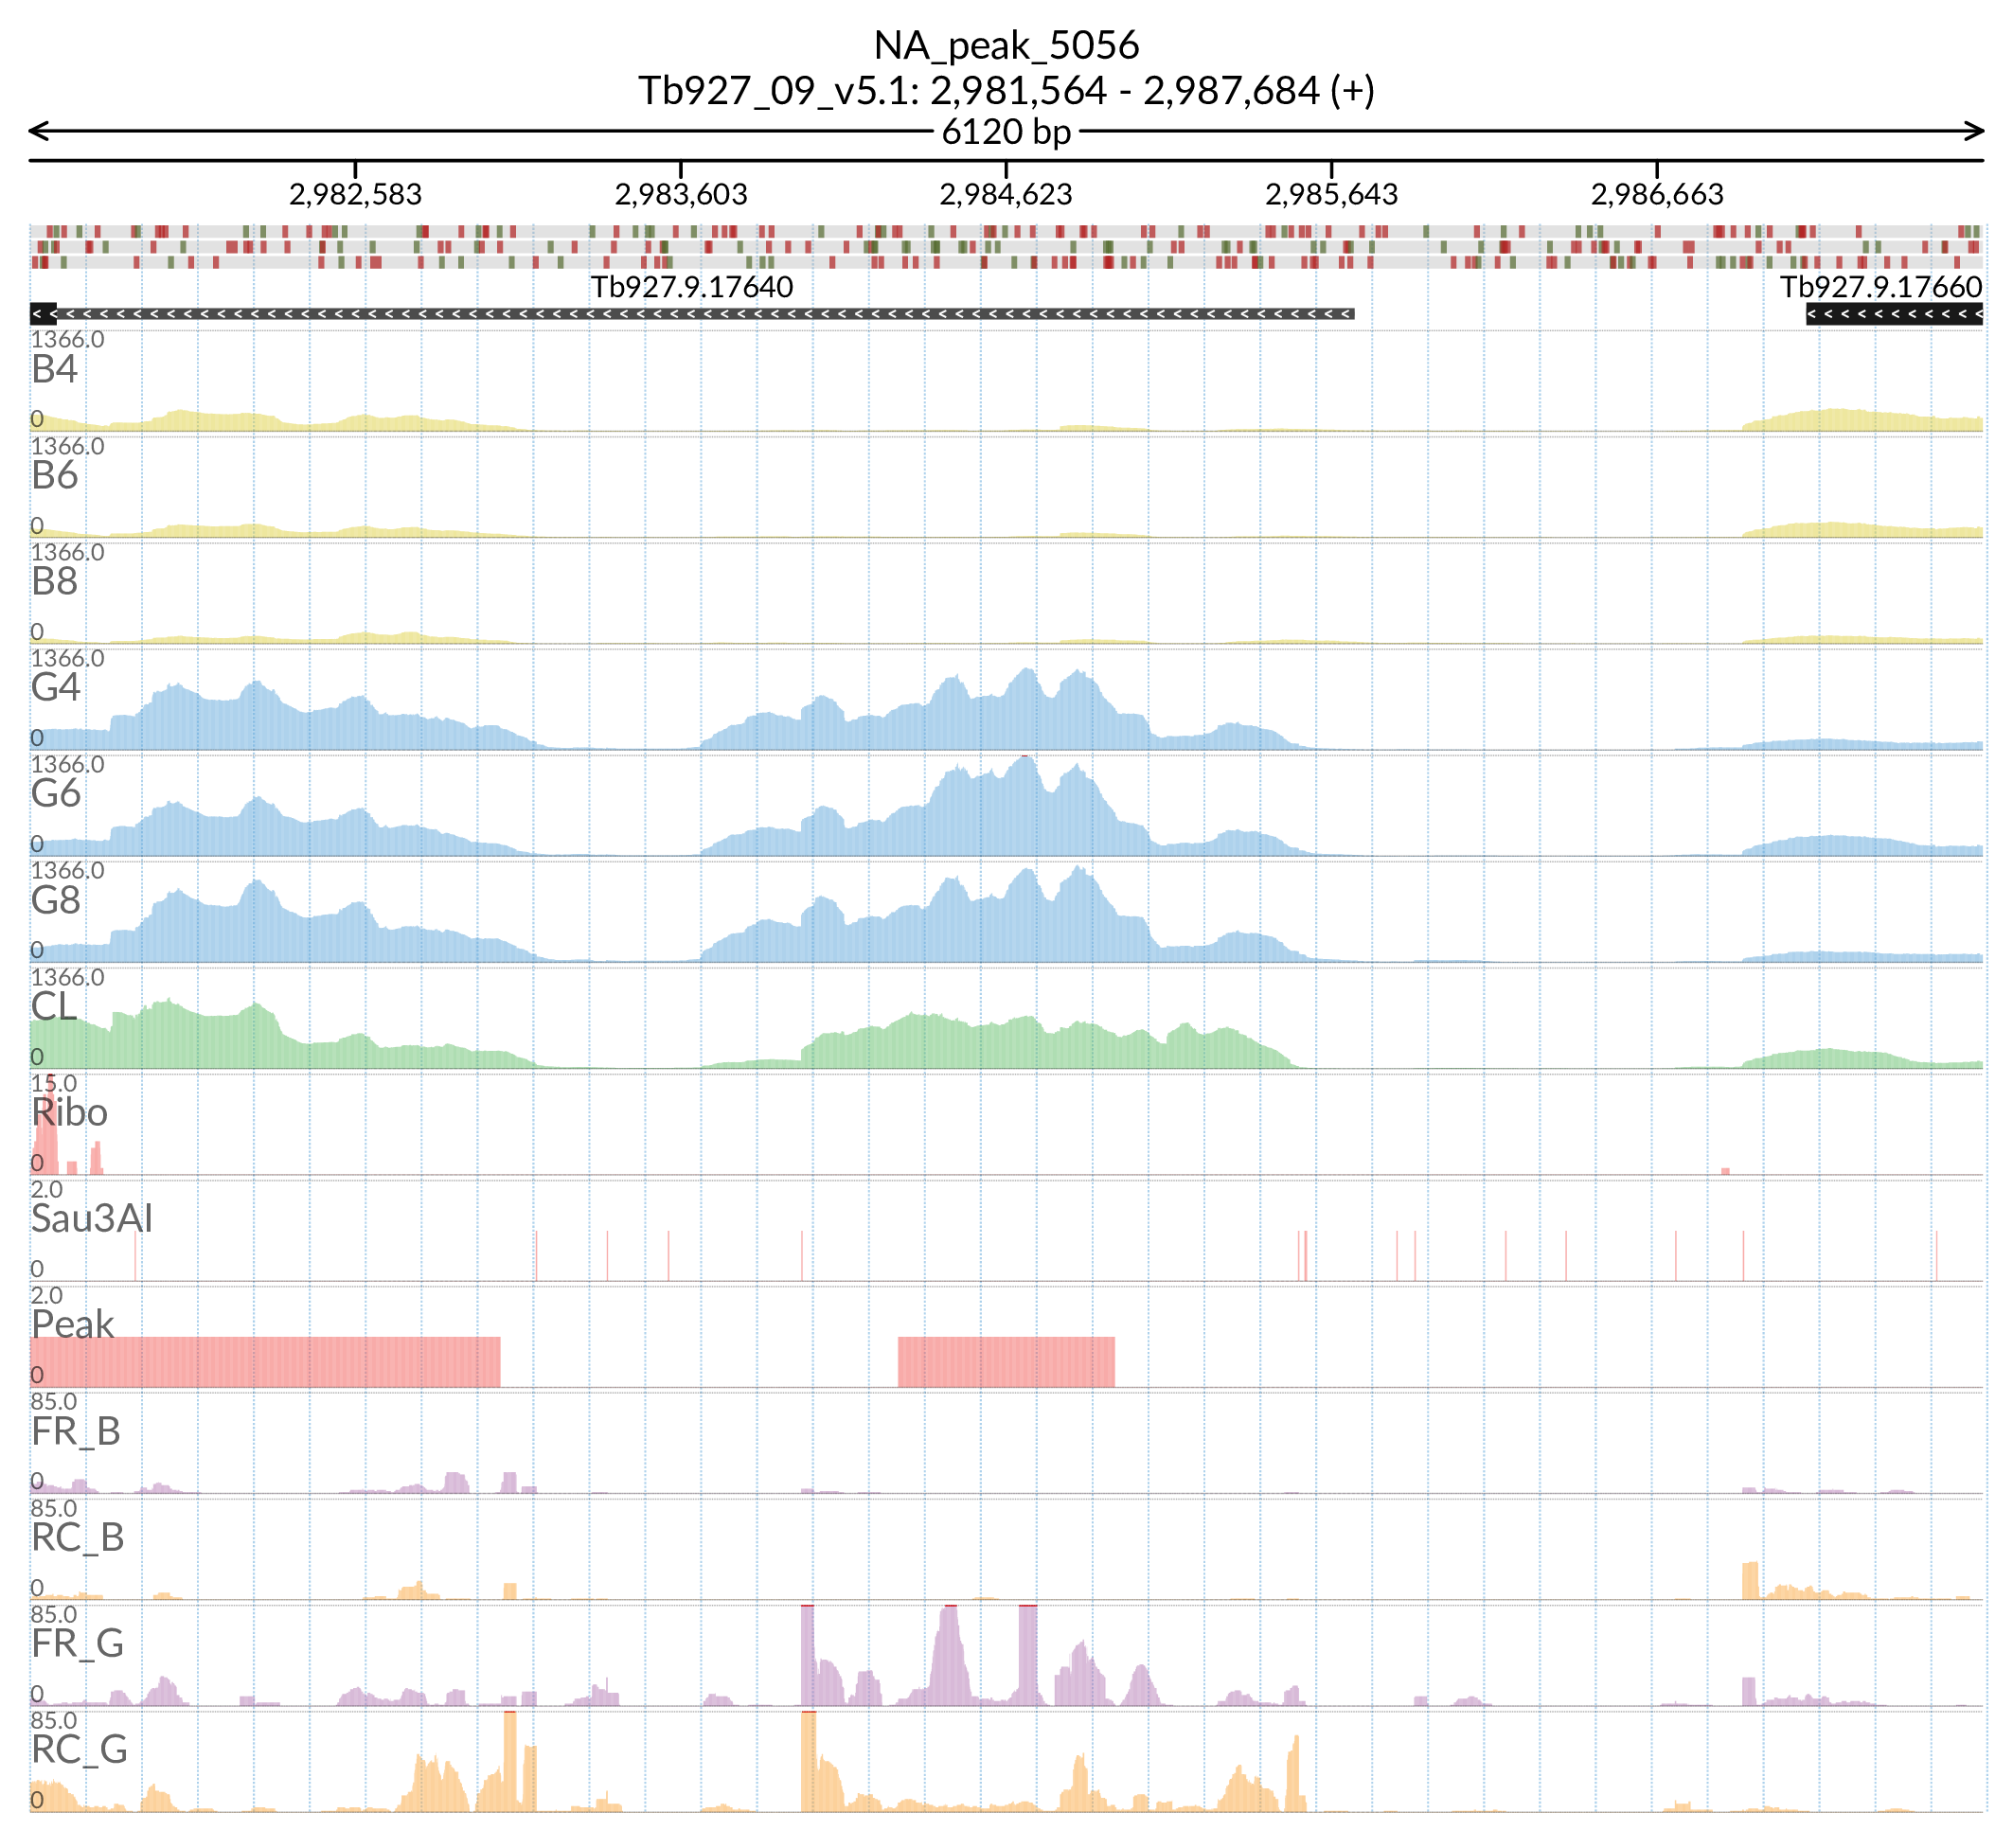 NA_peak_5056
Tb927_09_v5.1: 2,981,564 - 2,987,684 (+)
6120 bp
2,982,583 2,983,603 2,984,623 2,985,643 2,986,663
Tb927.9.17640 Tb927.9.17660
1366.0
B4
0
1366.0
B6
0
1366.0
B8
0
1366.0
G4
0
1366.0
G6
0
1366.0
G8
0
1366.0
CL
0
15.0
Ribo
0
2.0
Sau3AI
0
2.0
Peak
0
85.0
FR_B
0
85.0
RC_B
0
85.0
FR_G
0
85.0
RC_G
0